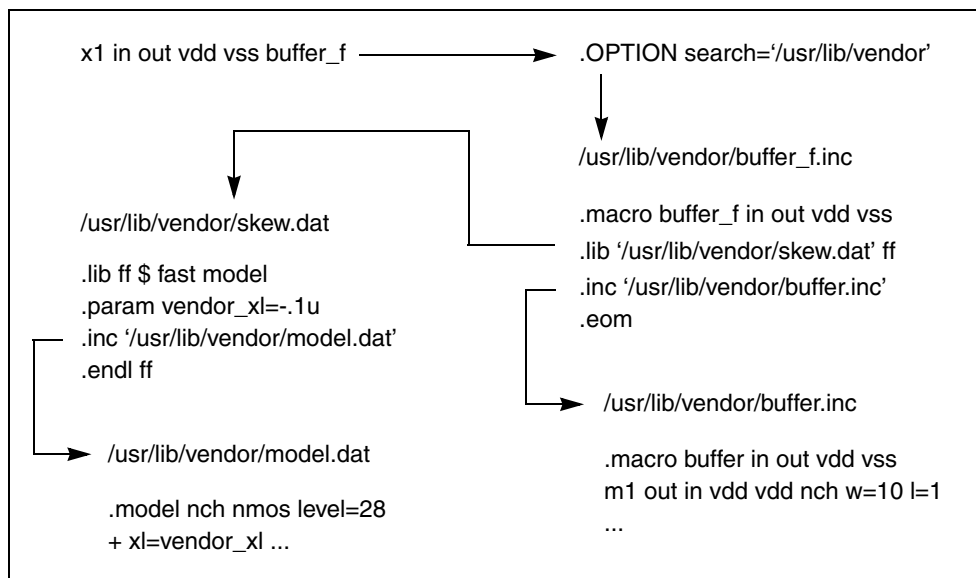 x1 in out vdd vss buffer_f
.OPTION search=‘/usr/lib/vendor’
/usr/lib/vendor/buffer_f.inc
.macro buffer_f in out vdd vss
.lib ‘/usr/lib/vendor/skew.dat’ ff
.inc ‘/usr/lib/vendor/buffer.inc’
.eom
/usr/lib/vendor/skew.dat
.lib ff $ fast model
.param vendor_xl=-.1u
.inc ‘/usr/lib/vendor/model.dat’
.endl ff
/usr/lib/vendor/model.dat
.model nch nmos level=28
+ xl=vendor_xl ...
/usr/lib/vendor/buffer.inc
.macro buffer in out vdd vss
m1 out in vdd vdd nch w=10 l=1
...